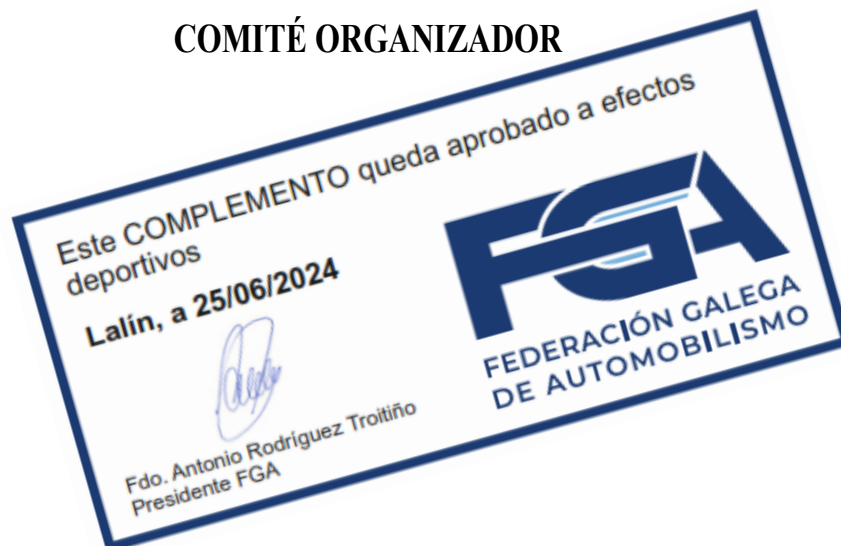 COMITÉ ORGANIZADOR
Este COMPLEMENTO queda aprobado a efectos
deportivos
Lalín, a 25/06/2024
Fdo. Antonio Rodríguez Troitiño
Presidente FGA
FGA
FEDERACIÓN GALEGA
DE AUTOMOBILISMO